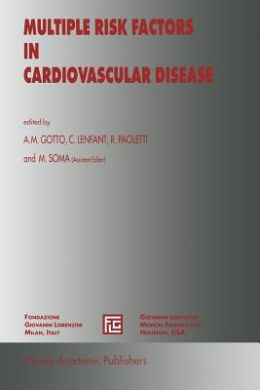 MULTIPLE RISK FACTORS
IN
CARDIOVASCULAR DISEASE
edited by
A.M. GOTTO, C. LENFANT, R. PAOLETTI
and M. SOMA (Assistant Editor)
FONDAZIONE
GIOVANNI LORENZINI
MILAN, ITALY
FLG
GIOVANNI LORENZINI
MEDICAL FOUNDATION
HOUSTON, USA
Kluwer Academic Publishers